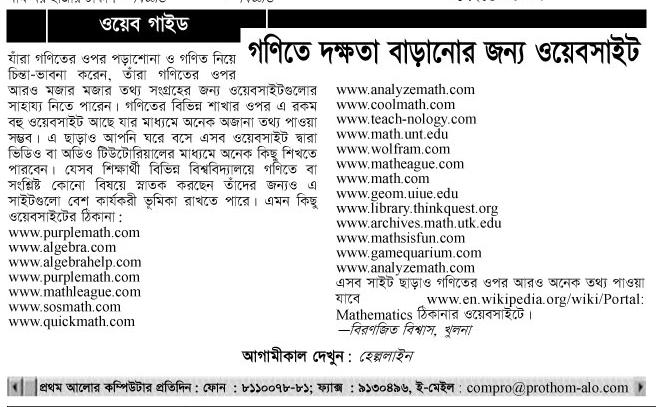 ওয়েব গাইড
গণিতে দক্ষতা বাড়ানোর জন্য ওয়েবসাইট
যাঁরা গণিতের ওপর পড়াশোনা ও গণিত নিয়ে
চিন্তা-ভাবনা করেন, তাঁরা গণিতের ওপর
আরও মজার মজার তথ্য সংগ্রহের জন্য ওয়েবসাইটগুলোর
সাহায্য নিতে পারেন। গণিতের বিভিন্ন শাখার ওপর এ রকম
বহু ওয়েবসাইট আছে যার মাধ্যমে অনেক অজানা তথ্য পাওয়া
সম্ভব। এ ছাড়াও আপনি ঘরে বসে এসব ওয়েবসাইট দ্বারা
ভিডিও বা অডিও টিউটোরিয়ালের মাধ্যমে অনেক কিছু শিখতে
পারবেন। যেসব শিক্ষার্থী বিভিন্ন বিশ্ববিদ্যালয়ে গণিতে বা
সংশ্লিষ্ট কোনো বিষয়ে স্নাতক করছেন তাঁদের জন্যও এ
সাইটগুলো বেশ কার্যকরী ভূমিকা রাখতে পারে। এমন কিছু
ওয়েবসাইটের ঠিকানা :
www.purplemath.com
www.algebra.com
www.algebrahelp.com
www.purplemath.com
www.mathleague.com
www.sosmath.com
www.quickmath.com
www.analyzemath.com
www.coolmath.com
www.teach-nology.com
www.math.unt.edu
www.wolfram.com
www.matheague.com
www.math.com
www.geom.uiue.edu
www.library.thinkquest.org
www.archives.math.utk.edu
www.mathsisfun.com
www.gamequarium.com
www.analyzemath.com
এসব সাইট ছাড়াও গণিতের ওপর আরও অনেক তথ্য পাওয়া
যাবে www.en.wikipedia.org/wiki/Portal:
Mathematics ঠিকানার ওয়েবসাইটে।
—বিরণজিত বিশ্বাস, খুলনা
আগামীকাল দেখুন : হেল্পলাইন
প্রথম আলোর কম্পিউটার প্রতিদিন : ফোন : ৮১১০০৭৮-৮১; ফ্যাক্স : ৯১৩০৪৯৬, ই-মেইল : compro@prothom-alo.com